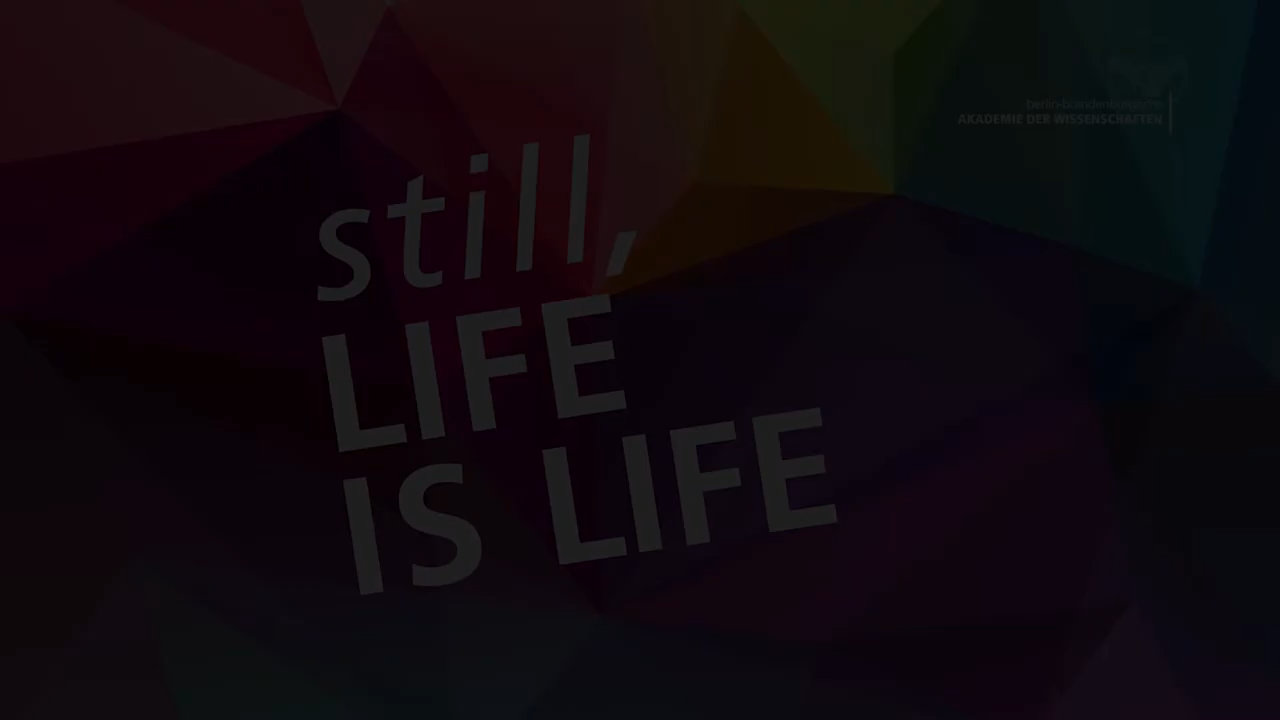 still,
LIFE
IS LIFE
berlin-brandenburgische
AKADEMIE DER WISSENSCHAFTEN